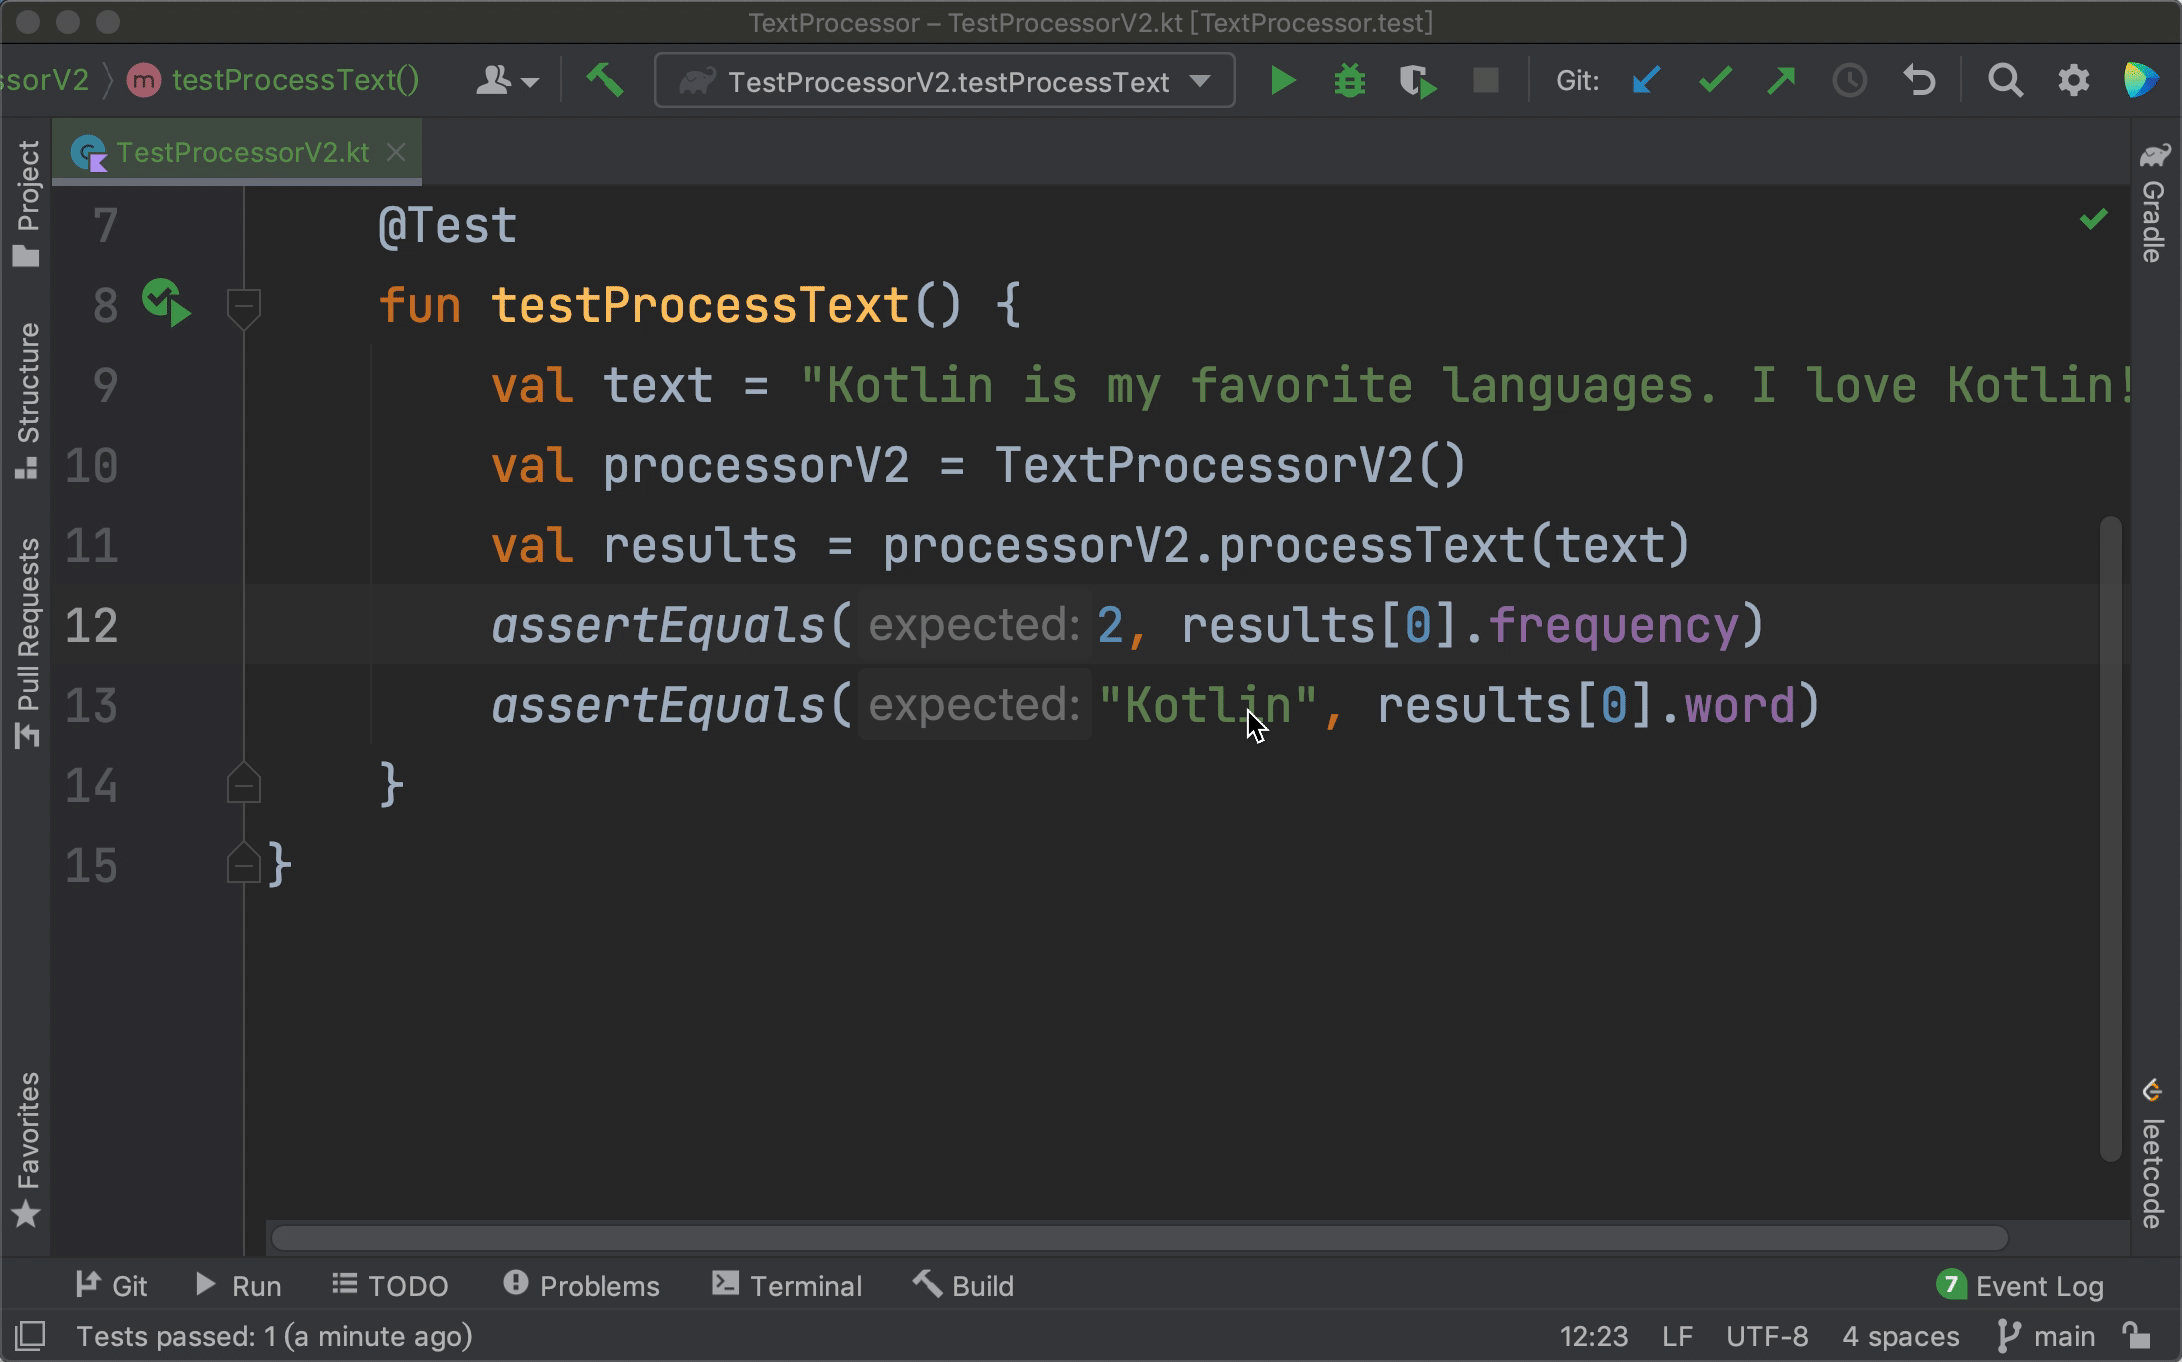 TextProcessor – TestProcessorV2.kt [TextProcessor.test]
ssorV2 〉 m testProcessText() TestProcessorV2.testProcessText Git:
TestProcessorV2.kt
Project
Structure
Pull Requests
Favorites
7 @Test
8 fun testProcessText() {
9 val text = "Kotlin is my favorite languages. I love Kotlin!
10 val processorV2 = TextProcessorV2()
11 val results = processorV2.processText(text)
12 assertEquals( expected: 2, results[0].frequency)
13 assertEquals( expected: "Kotlin", results[0].word)
14 }
15 }
Gradle
leetcode
Git Run TODO Problems Terminal Build 7 Event Log
Tests passed: 1 (a minute ago) 12:23 LF UTF-8 4 spaces main